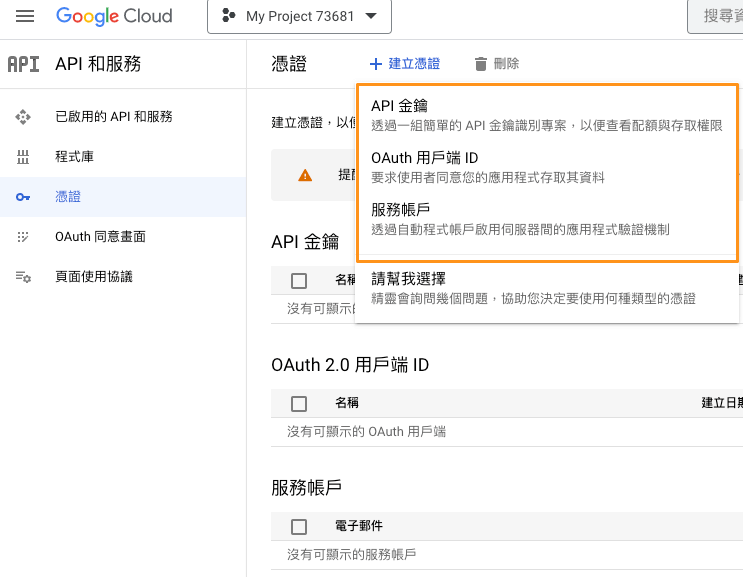 Google Cloud
My Project 73681
搜尋
API
API 和服務
憑證
建立憑證
刪除
已啟用的 API 和服務
程式庫
憑證
OAuth 同意畫面
頁面使用協議
建立憑證，以
API 金鑰
透過一組簡單的 API 金鑰識別專案，以便查看配額與存取權限
OAuth 用戶端 ID
要求使用者同意您的應用程式存取其資料
服務帳戶
透過自動程式帳戶啟用伺服器間的應用程式驗證機制
請幫我選擇
精靈會詢問幾個問題，協助您決定要使用何種類型的憑證
API 金鑰
名
沒有可顯示
OAuth 2.0 用戶端 ID
名稱
建立日
沒有可顯示的 OAuth 用戶端
服務帳戶
電子郵件
沒有可顯示的服務帳戶